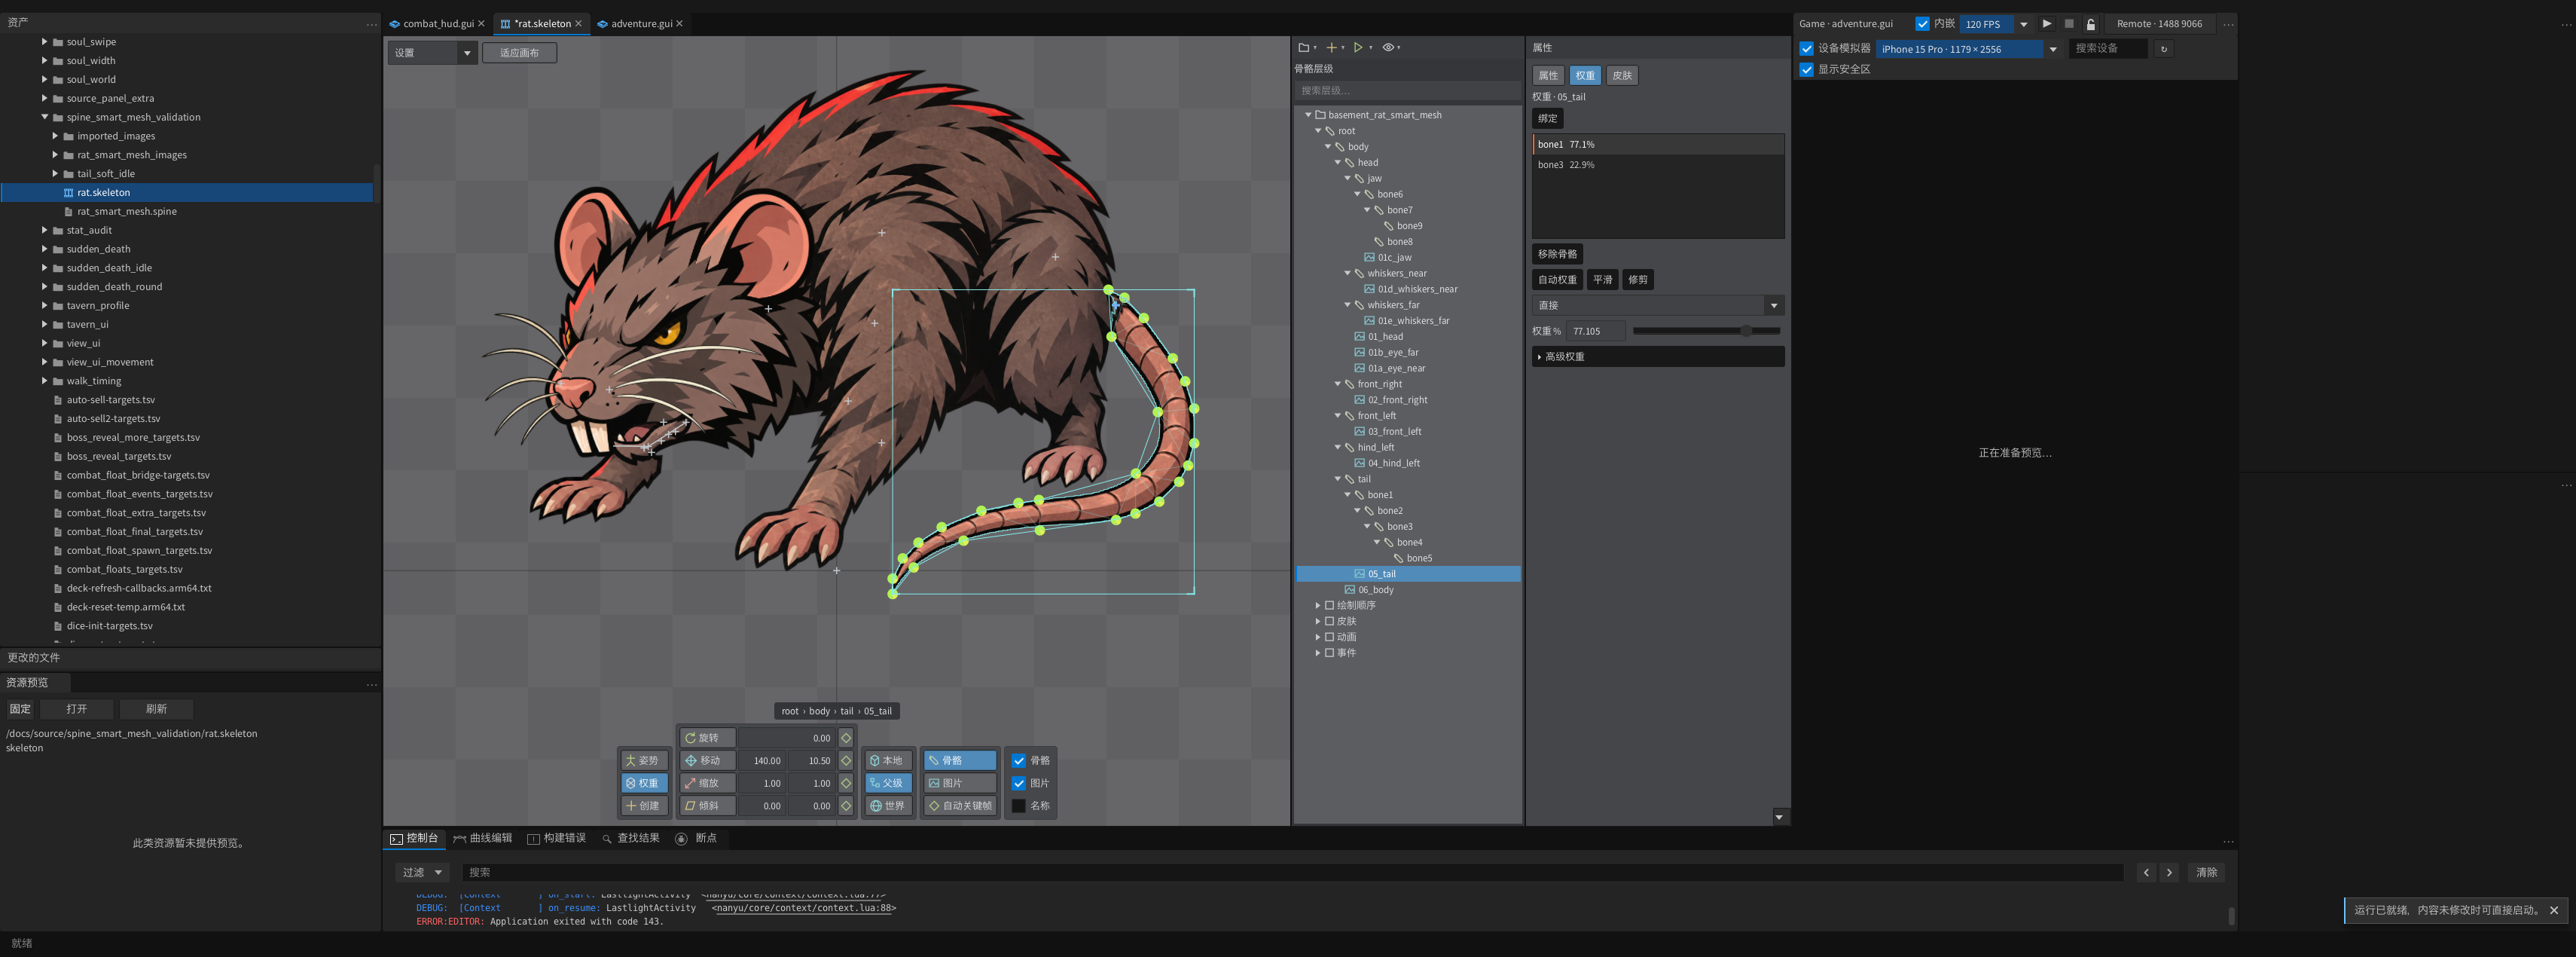 资产
soul_swipe
soul_width
soul_world
source_panel_extra
spine_smart_mesh_validation
imported_images
rat_smart_mesh_images
tail_soft_idle
rat.skeleton
rat_smart_mesh.spine
stat_audit
sudden_death
sudden_death_idle
sudden_death_round
tavern_profile
tavern_ui
view_ui
view_ui_movement
walk_timing
auto-sell-targets.tsv
auto-sell2-targets.tsv
boss_reveal_more_targets.tsv
boss_reveal_targets.tsv
combat_float_bridge-targets.tsv
combat_float_events_targets.tsv
combat_float_extra_targets.tsv
combat_float_final_targets.tsv
combat_float_spawn_targets.tsv
combat_floats_targets.tsv
deck-refresh-callbacks.arm64.txt
deck-reset-temp.arm64.txt
dice-init-targets.tsv
更改的文件
资源预览
固定 打开 刷新
/docs/source/spine_smart_mesh_validation/rat.skeleton
skeleton
此类资源暂未提供预览。
就绪
combat_hud.gui *rat.skeleton adventure.gui
设置 适应画布
root › body › tail › 05_tail
姿势
权重
创建
旋转 0.00
移动 140.00 10.50
缩放 1.00 1.00
倾斜 0.00 0.00
本地
父级
世界
骨骼
图片
自动关键帧
骨骼
图片
名称
骨骼层级
搜索层级...
basement_rat_smart_mesh
root
body
head
jaw
bone6
bone7
bone9
bone8
01c_jaw
whiskers_near
01d_whiskers_near
whiskers_far
01e_whiskers_far
01_head
01b_eye_far
01a_eye_near
front_right
02_front_right
front_left
03_front_left
hind_left
04_hind_left
tail
bone1
bone2
bone3
bone4
bone5
05_tail
06_body
绘制顺序
皮肤
动画
事件
属性
属性 权重 皮肤
权重 · 05_tail
绑定
bone1 77.1%
bone3 22.9%
移除骨骼
自动权重 平滑 修剪
直接
权重 % 77.105
高级权重
控制台 曲线编辑 构建错误 查找结果 断点
过滤 搜索 清除
DEBUG: [Context ] on_start: LastlightActivity <nanyu/core/context/context.lua:77>
DEBUG: [Context ] on_resume: LastlightActivity <nanyu/core/context/context.lua:88>
ERROR:EDITOR: Application exited with code 143.
Game · adventure.gui 内嵌 120 FPS Remote · 1488 9066
设备模拟器 iPhone 15 Pro · 1179 × 2556 搜索设备
显示安全区
正在准备预览...
运行已就绪，内容未修改时可直接启动。